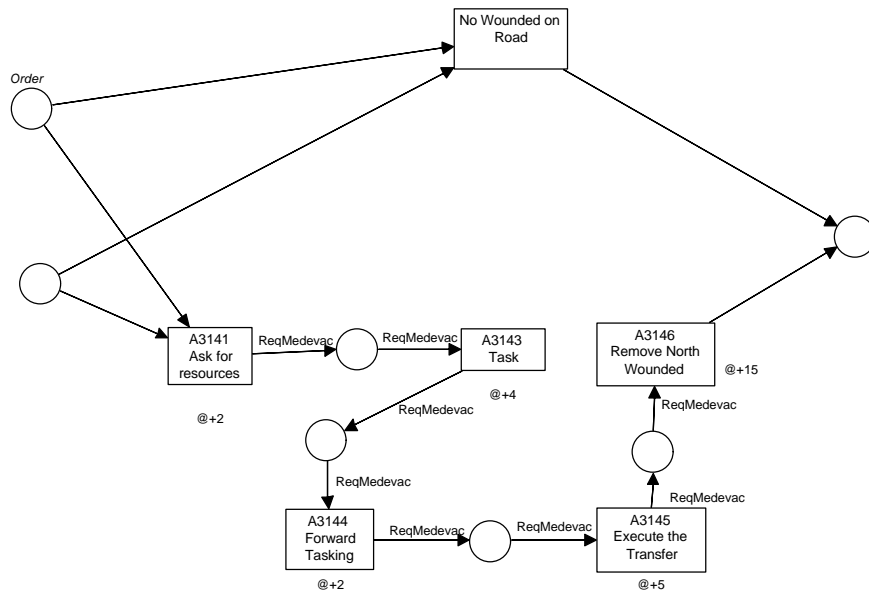 No Wounded on
Road
Order
A3141
Ask for
resources
@+2
ReqMedevac
ReqMedevac
A3143
Task
@+4
ReqMedevac
ReqMedevac
A3144
Forward
Tasking
@+2
ReqMedevac
ReqMedevac
A3145
Execute the
Transfer
@+5
ReqMedevac
ReqMedevac
A3146
Remove North
Wounded
@+15